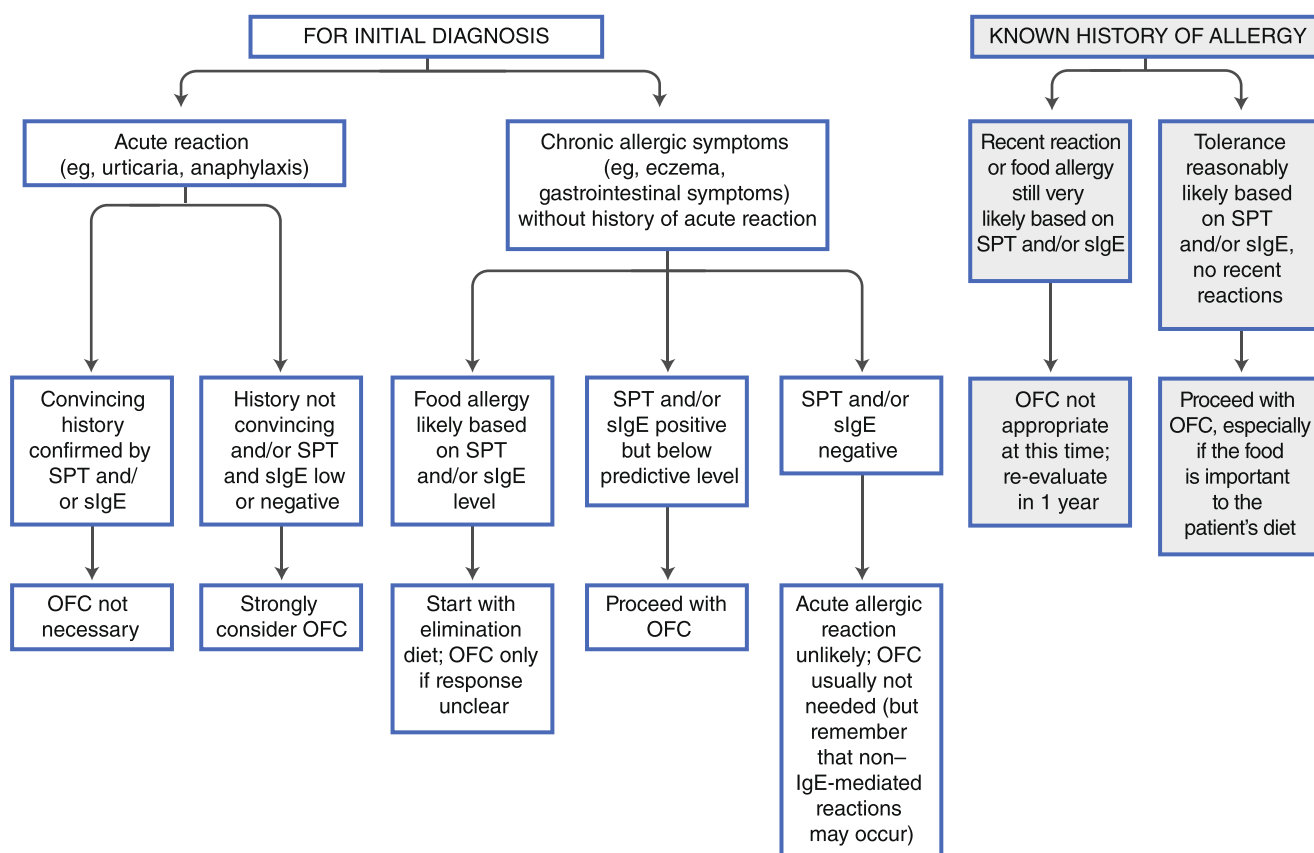 FOR INITIAL DIAGNOSIS
Acute reaction
(eg, urticaria, anaphylaxis)
Chronic allergic symptoms
(eg, eczema,
gastrointestinal symptoms)
without history of acute reaction
Convincing
history
confirmed by
SPT and/
or sIgE
History not
convincing
and/or SPT
and sIgE low
or negative
Food allergy
likely based
on SPT
and/or sIgE
level
SPT and/or
sIgE positive
but below
predictive level
SPT and/or
sIgE
negative
OFC not
necessary
Strongly
consider OFC
Start with
elimination
diet; OFC only
if response
unclear
Proceed with
OFC
Acute allergic
reaction
unlikely; OFC
usually not
needed (but
remember
that non–
IgE-mediated
reactions
may occur)
KNOWN HISTORY OF ALLERGY
Recent reaction
or food allergy
still very
likely based on
SPT and/or sIgE
Tolerance
reasonably
likely based
on SPT
and/or sIgE,
no recent
reactions
OFC not
appropriate
at this time;
re-evaluate
in 1 year
Proceed with
OFC, especially
if the food
is important
to the
patient’s diet